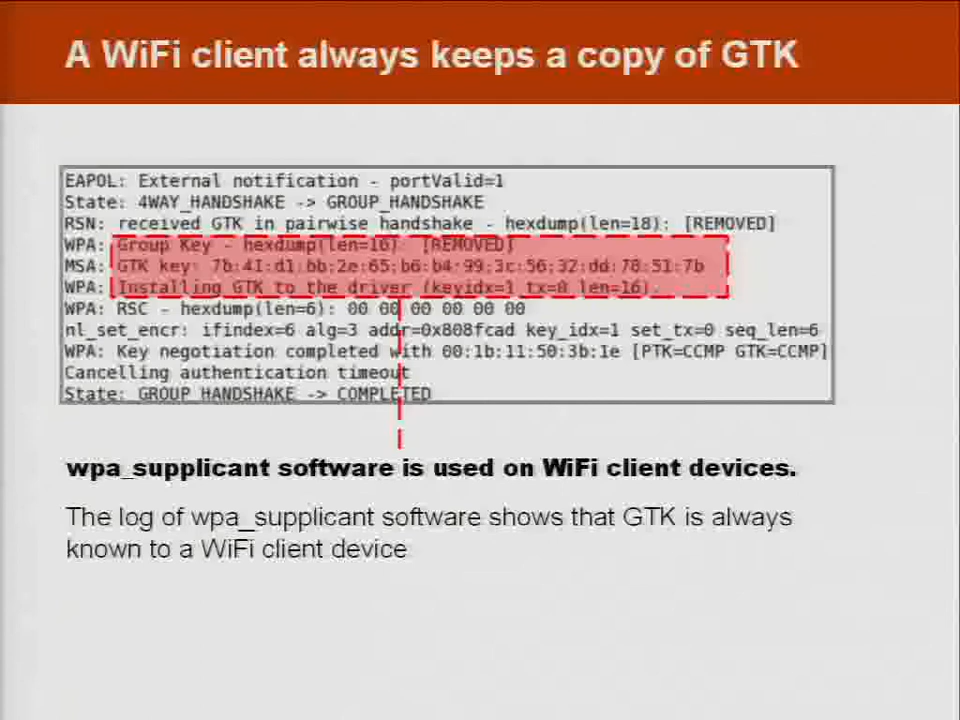 A WiFi client always keeps a copy of GTK
EAPOL: External notification - portValid=1
State: 4WAY_HANDSHAKE -> GROUP_HANDSHAKE
RSN: received GTK in pairwise handshake - hexdump(len=18): [REMOVED]
WPA: Group Key - hexdump(len=16): [REMOVED]
MSA: GTK key: 7b:41:d1:bb:2e:65:b6:b4:99:3c:56:32:dd:78:51:7b
WPA: Installing GTK to the driver (keyidx=1 tx=0 len=16).
WPA: RSC - hexdump(len=6): 00 00 00 00 00 00
nl_set_encr: ifindex=6 alg=3 addr=0x808fcad key_idx=1 set_tx=0 seq_len=6
WPA: Key negotiation completed with 00:1b:11:50:3b:1e [PTK=CCMP GTK=CCMP]
Cancelling authentication timeout
State: GROUP_HANDSHAKE -> COMPLETED
wpa_supplicant software is used on WiFi client devices.
The log of wpa_supplicant software shows that GTK is always
known to a WiFi client device